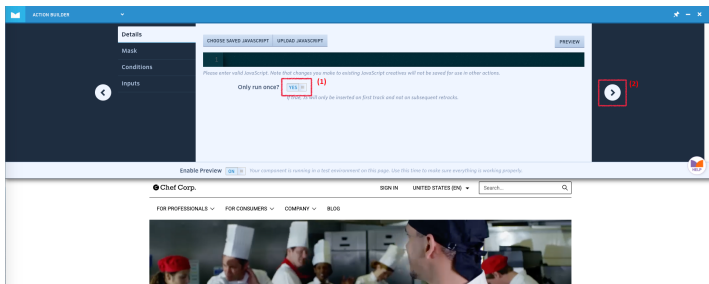 ACTION BUILDER
Details
Mask
Conditions
Inputs
CHOOSE SAVED JAVASCRIPT
UPLOAD JAVASCRIPT
PREVIEW
1
Please enter valid JavaScript. Note that changes you make to existing JavaScript creatives will not be saved for use in other actions.
Only run once? YES
(1)
If true, JS will only be inserted on first track and not on subsequent retracks.
(2)
Enable Preview ON Your component is running in a test environment on this page. Use this time to make sure everything is working properly.
HELP
Chef Corp.
SIGN IN
UNITED STATES (EN)
Search...
FOR PROFESSIONALS
FOR CONSUMERS
COMPANY
BLOG